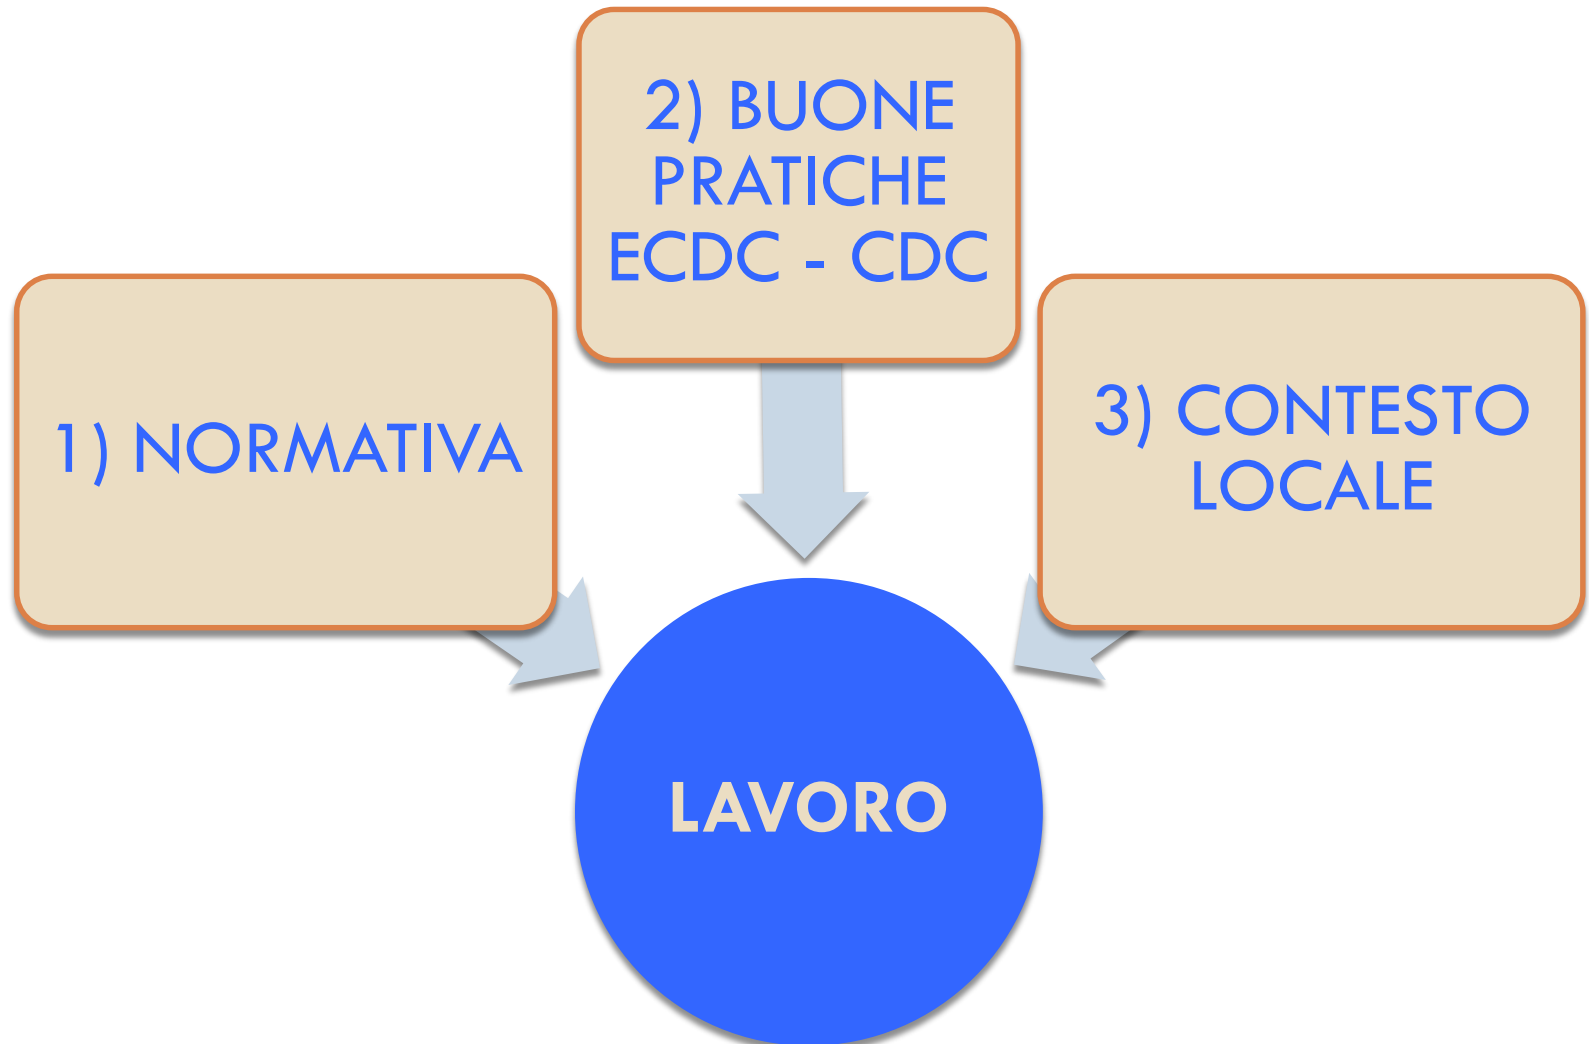 1) NORMATIVA
2) BUONE
PRATICHE
ECDC - CDC
3) CONTESTO
LOCALE
LAVORO